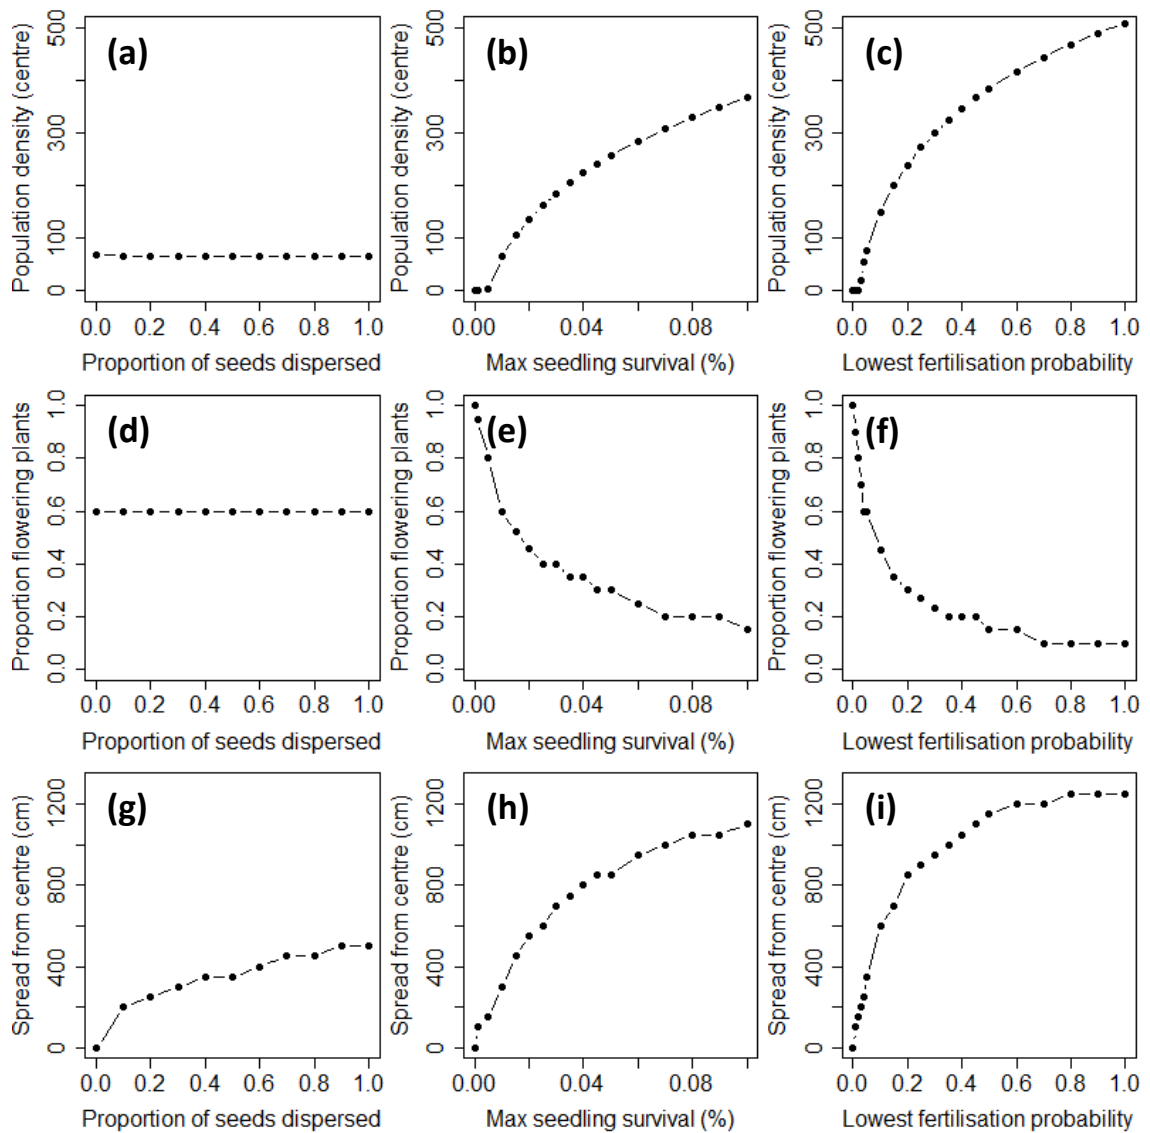 (a)
Population density (centre)
0 100 300 500
0.0 0.2 0.4 0.6 0.8 1.0
Proportion of seeds dispersed
(b)
Population density (centre)
0 100 300 500
0.00 0.04 0.08
Max seedling survival (%)
(c)
Population density (centre)
0 100 300 500
0.0 0.2 0.4 0.6 0.8 1.0
Lowest fertilisation probability
(d)
Proportion flowering plants
0.0 0.2 0.4 0.6 0.8 1.0
0.0 0.2 0.4 0.6 0.8 1.0
Proportion of seeds dispersed
(e)
Proportion flowering plants
0.0 0.2 0.4 0.6 0.8 1.0
0.00 0.04 0.08
Max seedling survival (%)
(f)
Proportion flowering plants
0.0 0.2 0.4 0.6 0.8 1.0
0.0 0.2 0.4 0.6 0.8 1.0
Lowest fertilisation probability
(g)
Spread from centre (cm)
0 400 800 1200
0.0 0.2 0.4 0.6 0.8 1.0
Proportion of seeds dispersed
(h)
Spread from centre (cm)
0 400 800 1200
0.00 0.04 0.08
Max seedling survival (%)
(i)
Spread from centre (cm)
0 400 800 1200
0.0 0.2 0.4 0.6 0.8 1.0
Lowest fertilisation probability